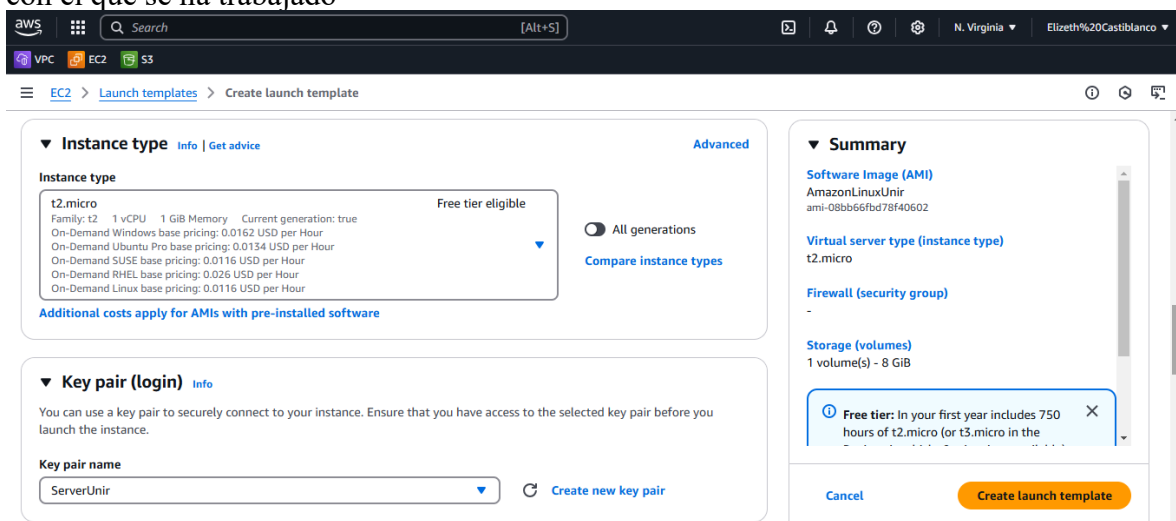 con el que se ha trabajado
aws
Search [Alt+S]
N. Virginia ▼ Elizeth%20Castiblanco ▼
VPC EC2 S3
EC2 > Launch templates > Create launch template
▼ Instance type Info | Get advice
Advanced
Instance type
t2.micro Free tier eligible
Family: t2 1 vCPU 1 GiB Memory Current generation: true
On-Demand Windows base pricing: 0.0162 USD per Hour
On-Demand Ubuntu Pro base pricing: 0.0134 USD per Hour
On-Demand SUSE base pricing: 0.0116 USD per Hour
On-Demand RHEL base pricing: 0.026 USD per Hour
On-Demand Linux base pricing: 0.0116 USD per Hour
All generations
Compare instance types
Additional costs apply for AMIs with pre-installed software
▼ Key pair (login) Info
You can use a key pair to securely connect to your instance. Ensure that you have access to the selected key pair before you
launch the instance.
Key pair name
ServerUnir
Create new key pair
▼ Summary
Software Image (AMI)
AmazonLinuxUnir
ami-08bb66fbd78f40602
Virtual server type (instance type)
t2.micro
Firewall (security group)
-
Storage (volumes)
1 volume(s) - 8 GiB
Free tier: In your first year includes 750
hours of t2.micro (or t3.micro in the
Cancel
Create launch template